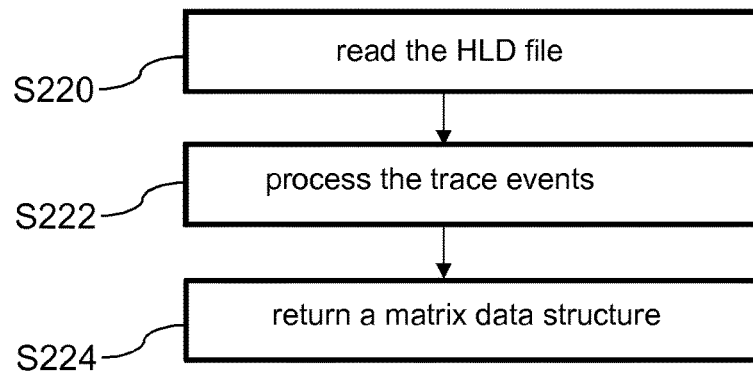 read the HLD file
S220
process the trace events
S222
return a matrix data structure
S224